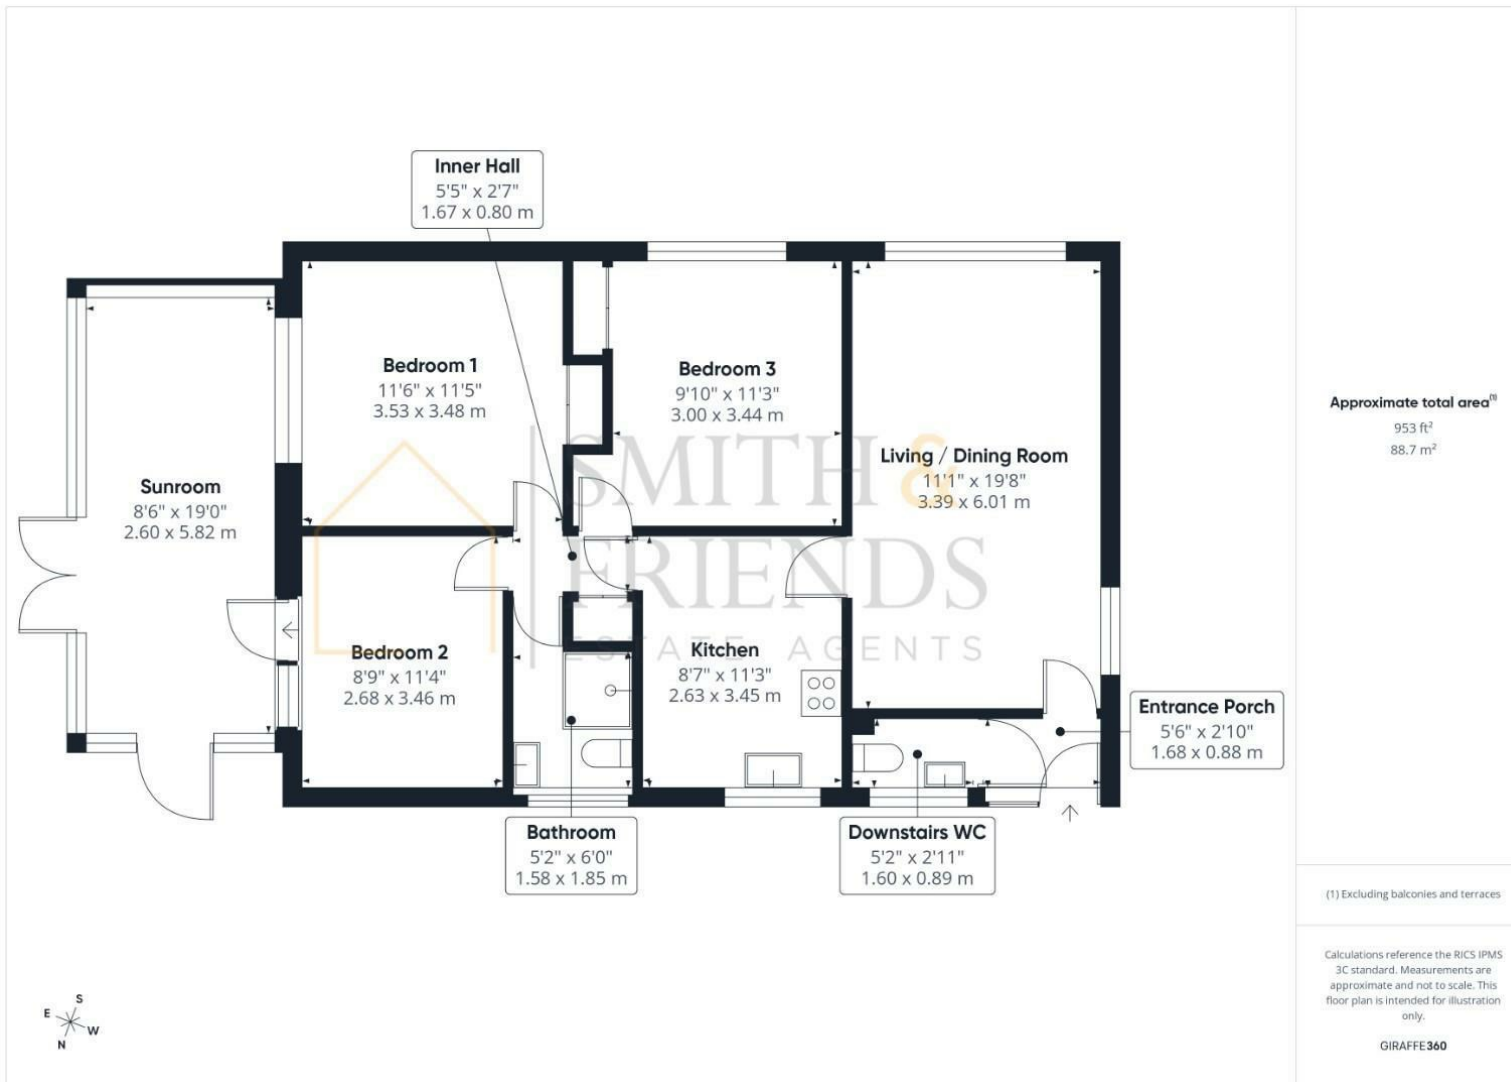 Inner Hall
5'5" x 2'7"
1.67 x 0.80 m
Bedroom 1
11'6" x 11'5"
3.53 x 3.48 m
Bedroom 3
9'10" x 11'3"
3.00 x 3.44 m
Living / Dining Room
11'1" x 19'8"
3.39 x 6.01 m
Sunroom
8'6" x 19'0"
2.60 x 5.82 m
SMITH &
FRIENDS
ESTATE AGENTS
Bedroom 2
8'9" x 11'4"
2.68 x 3.46 m
Kitchen
8'7" x 11'3"
2.63 x 3.45 m
Entrance Porch
5'6" x 2'10"
1.68 x 0.88 m
Bathroom
5'2" x 6'0"
1.58 x 1.85 m
Downstairs WC
5'2" x 2'11"
1.60 x 0.89 m
S
E
W
N
Approximate total area(1)
953 ft²
88.7 m²
(1) Excluding balconies and terraces
Calculations reference the RICS IPMS
3C standard. Measurements are
approximate and not to scale. This
floor plan is intended for illustration
only.
GIRAFFE360